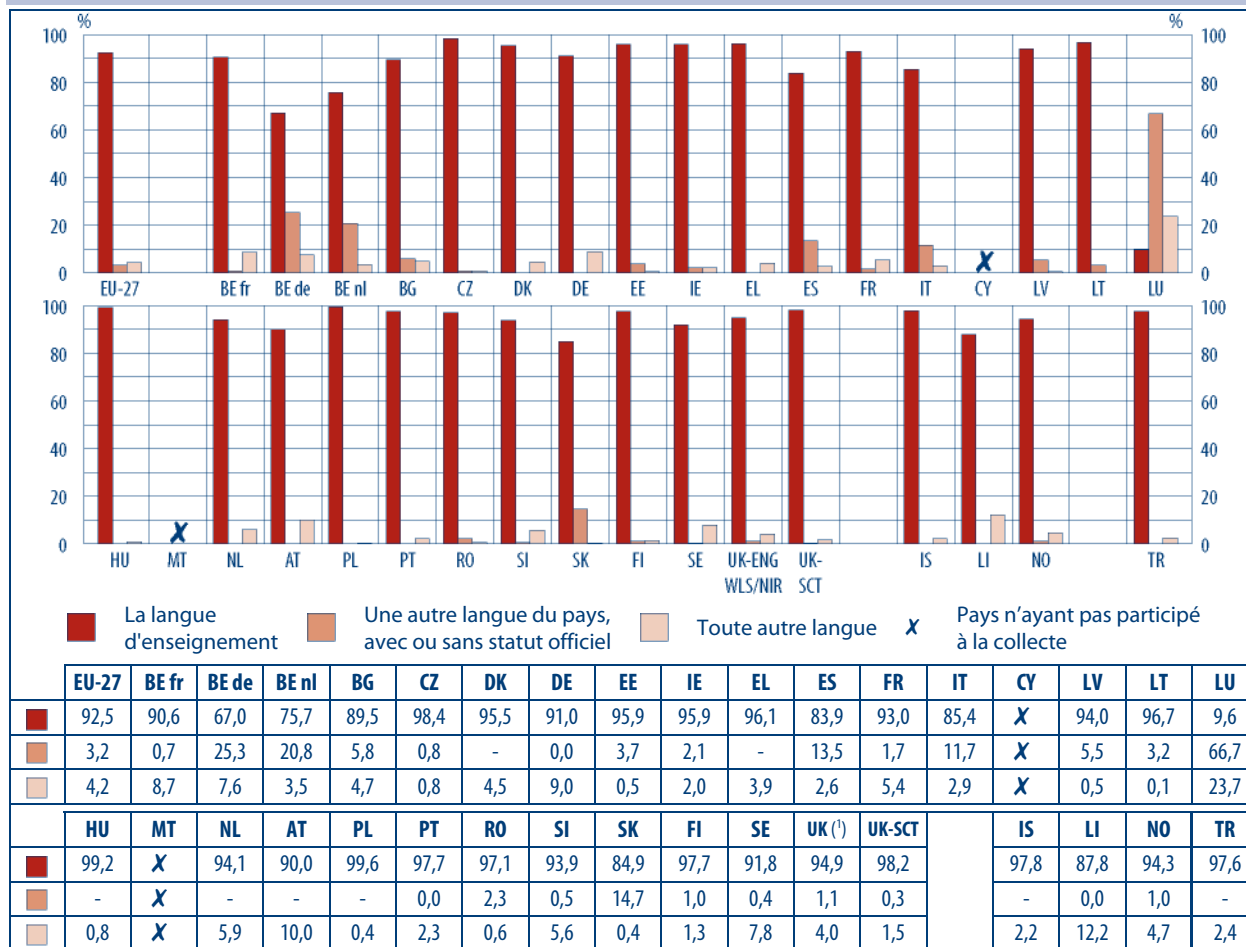 % %
100 100
80 80
60 60
40 40
20 20
0 0
EU-27 BE fr BE de BE nl BG CZ DK DE EE IE EL ES FR IT CY LV LT LU
100 100
80 80
60 60
40 40
20 20
0 0
HU MT NL AT PL PT RO SI SK FI SE UK-ENG UK- IS LI NO TR
WLS/NIR SCT
La langue d'enseignement
Une autre langue du pays, avec ou sans statut officiel
Toute autre langue
✗ Pays n'ayant pas participé à la collecte
EU-27 BE fr BE de BE nl BG CZ DK DE EE IE EL ES FR IT CY LV LT LU
92,5 90,6 67,0 75,7 89,5 98,4 95,5 91,0 95,9 95,9 96,1 83,9 93,0 85,4 ✗ 94,0 96,7 9,6
3,2 0,7 25,3 20,8 5,8 0,8 - 0,0 3,7 2,1 - 13,5 1,7 11,7 ✗ 5,5 3,2 66,7
4,2 8,7 7,6 3,5 4,7 0,8 4,5 9,0 0,5 2,0 3,9 2,6 5,4 2,9 ✗ 0,5 0,1 23,7
HU MT NL AT PL PT RO SI SK FI SE UK (¹) UK-SCT IS LI NO TR
99,2 ✗ 94,1 90,0 99,6 97,7 97,1 93,9 84,9 97,7 91,8 94,9 98,2 97,8 87,8 94,3 97,6
- ✗ - - - 0,0 2,3 0,5 14,7 1,0 0,4 1,1 0,3 - 0,0 1,0 -
0,8 ✗ 5,9 10,0 0,4 2,3 0,6 5,6 0,4 1,3 7,8 4,0 1,5 2,2 12,2 4,7 2,4